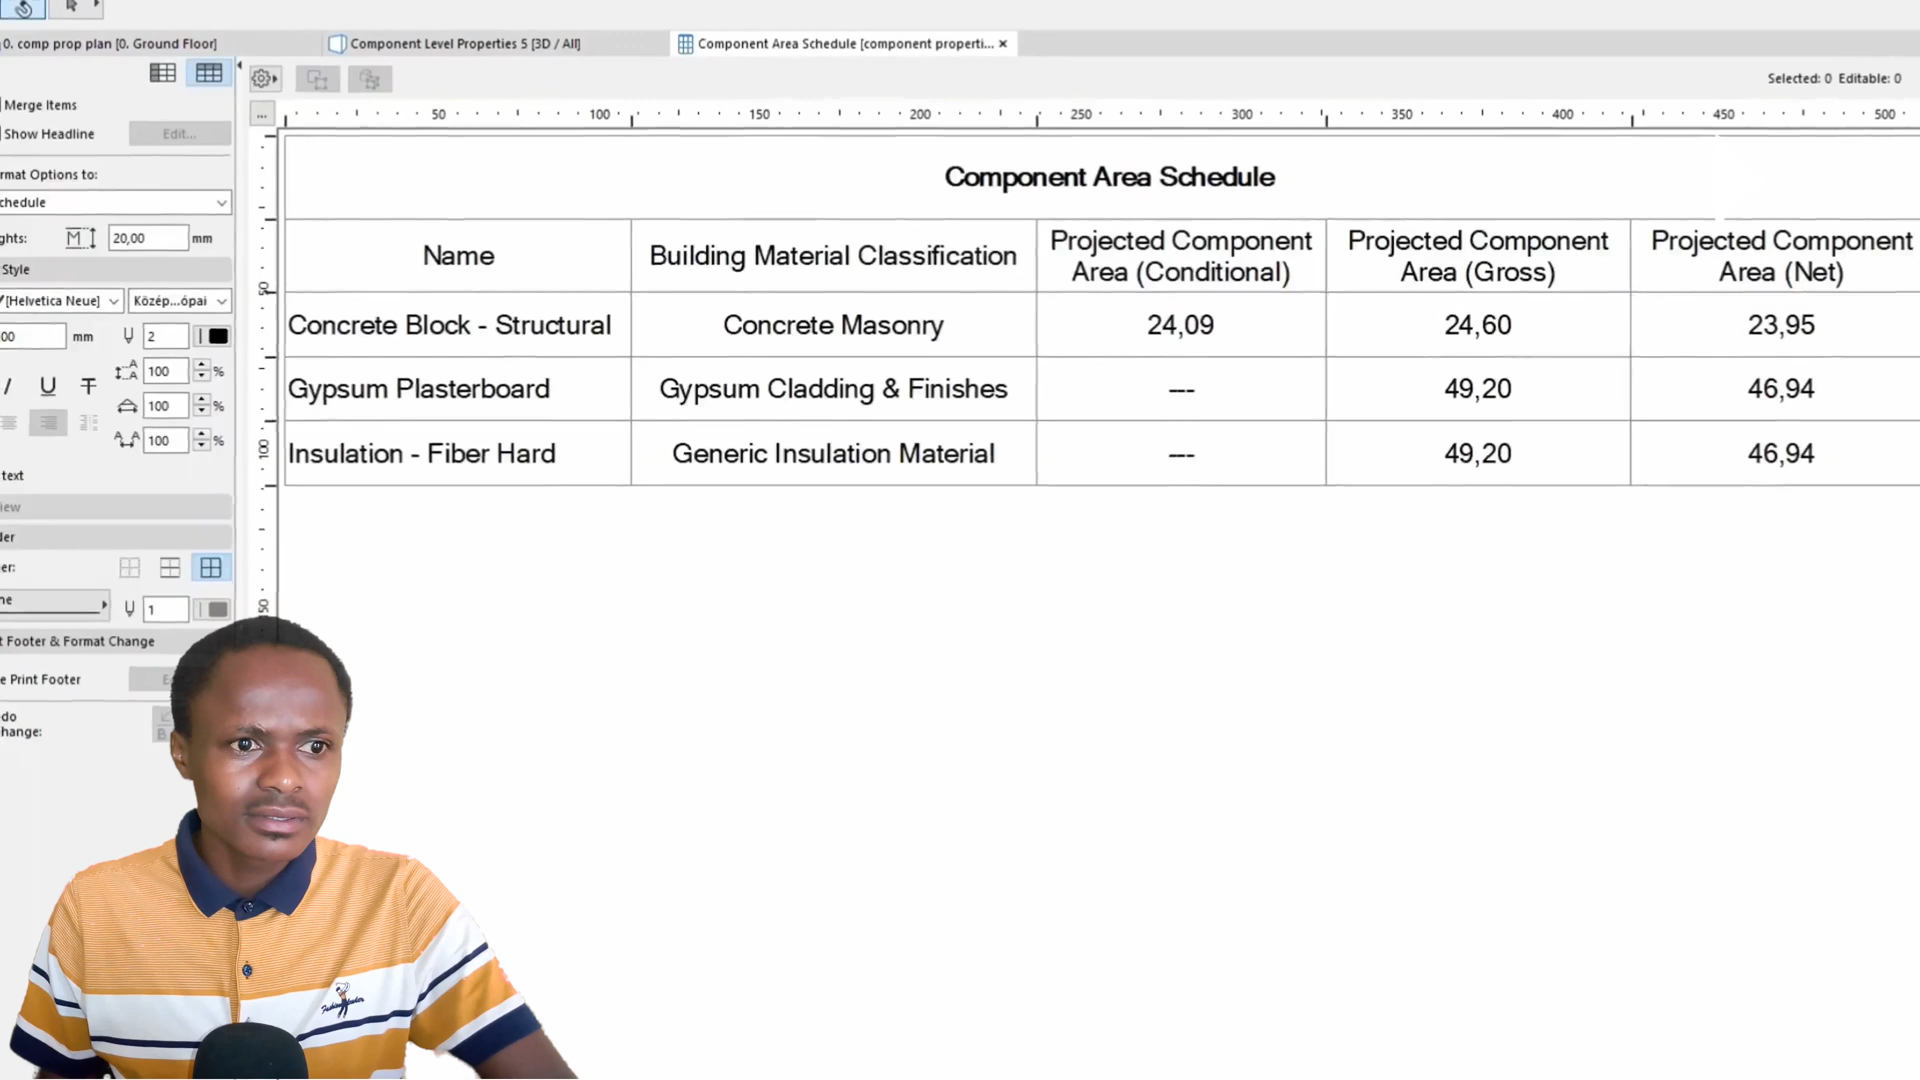 0. comp prop plan [0. Ground Floor]
Component Level Properties 5 [3D / All]
Component Area Schedule [component properti... ×
Selected: 0 Editable: 0
Merge Items
Show Headline
Edit...
rmat Options to:
chedule
ghts:
M
20,00
mm
Style
[Helvetica Neue]
Közép...ópai
00
mm
2
100
%
100
%
100
%
I U T
text
iew
der
er:
ne
1
t Footer & Format Change
e Print Footer
E
do
hange:
B
... 50 100 150 200 250 300 350 400 450 500
50
100
50
Component Area Schedule
Name
Building Material Classification
Projected Component
Area (Conditional)
Projected Component
Area (Gross)
Projected Component
Area (Net)
Concrete Block - Structural
Concrete Masonry
24,09
24,60
23,95
Gypsum Plasterboard
Gypsum Cladding & Finishes
---
49,20
46,94
Insulation - Fiber Hard
Generic Insulation Material
---
49,20
46,94